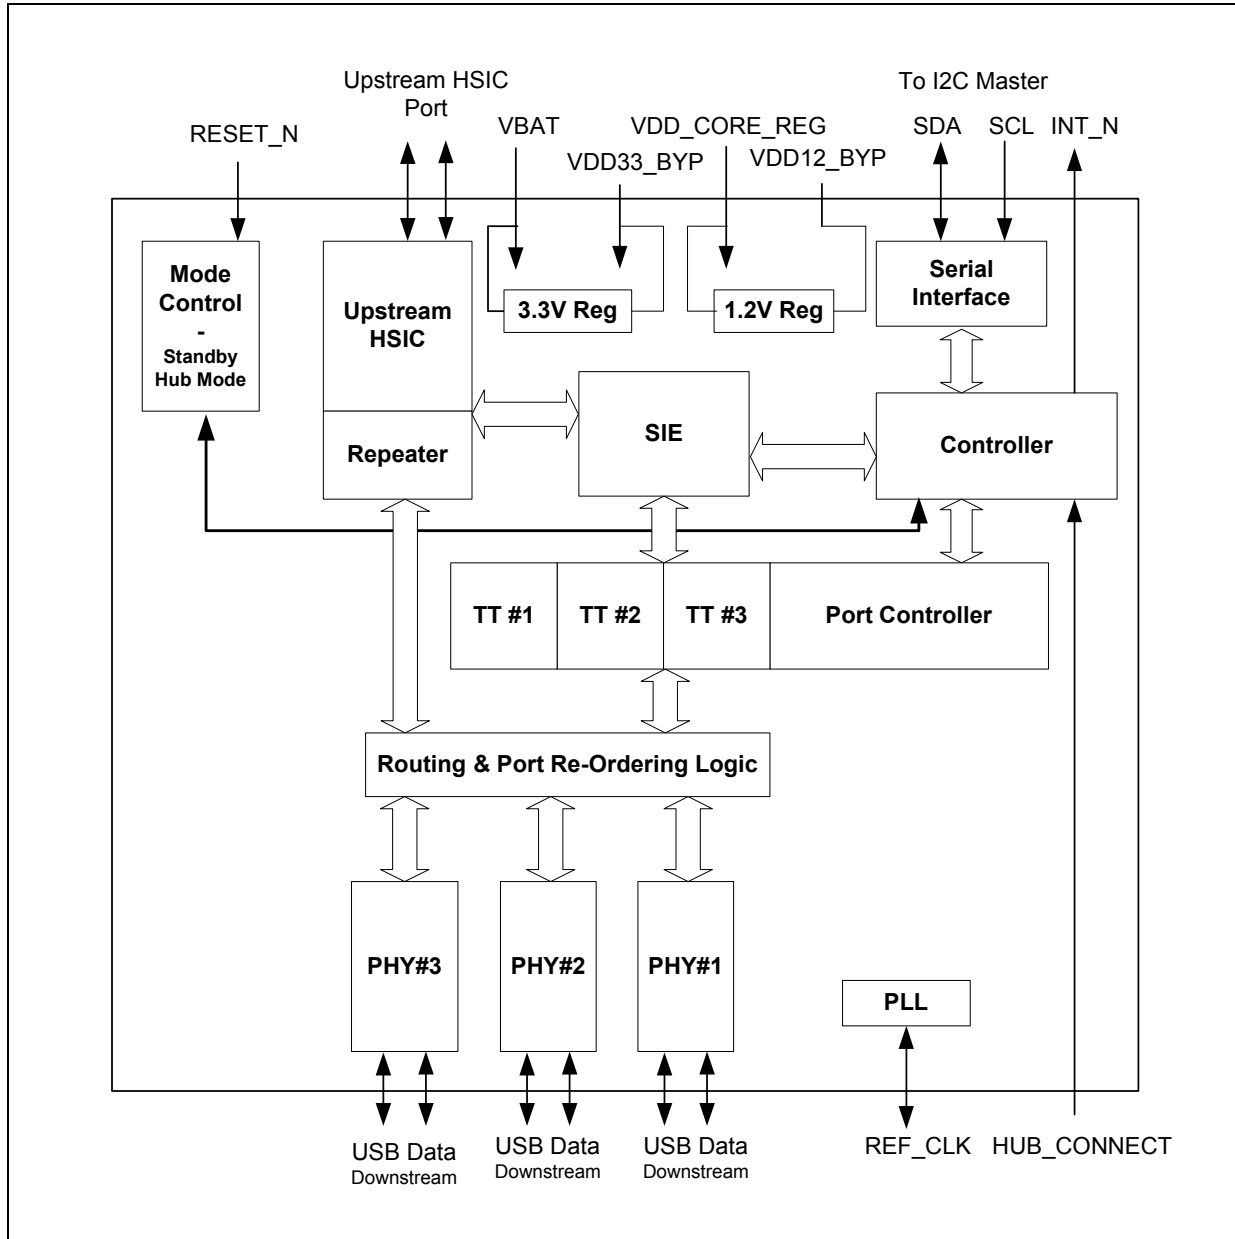 Upstream HSIC
Port
To I2C Master
RESET_N
VBAT
VDD_CORE_REG
SDA
SCL
INT_N
VDD33_BYP
VDD12_BYP
Mode
Control
-
Standby
Hub Mode
Upstream
HSIC
3.3V Reg
1.2V Reg
Serial
Interface
Repeater
SIE
Controller
TT #1
TT #2
TT #3
Port Controller
Routing & Port Re-Ordering Logic
PHY#3
PHY#2
PHY#1
PLL
USB Data
Downstream
USB Data
Downstream
USB Data
Downstream
REF_CLK
HUB_CONNECT